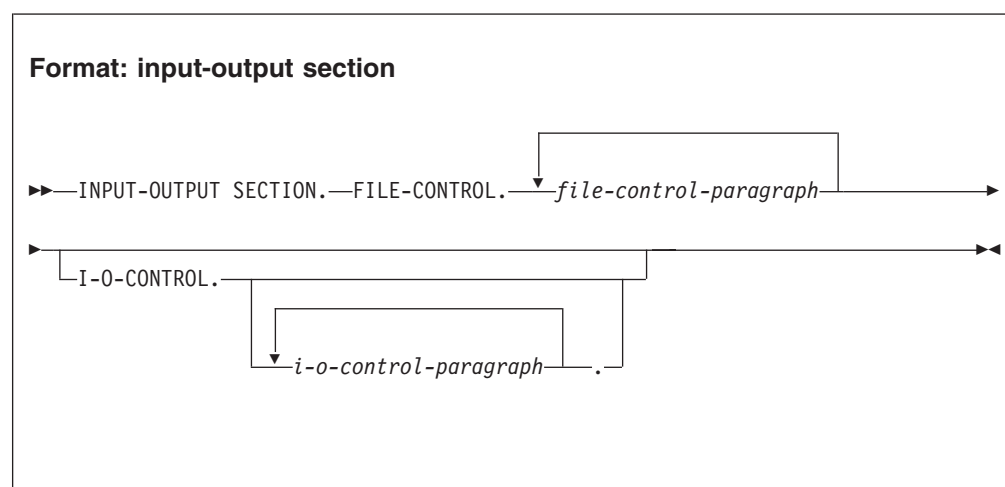 Format: input-output section
INPUT-OUTPUT SECTION. FILE-CONTROL. file-control-paragraph
I-O-CONTROL.
i-o-control-paragraph .